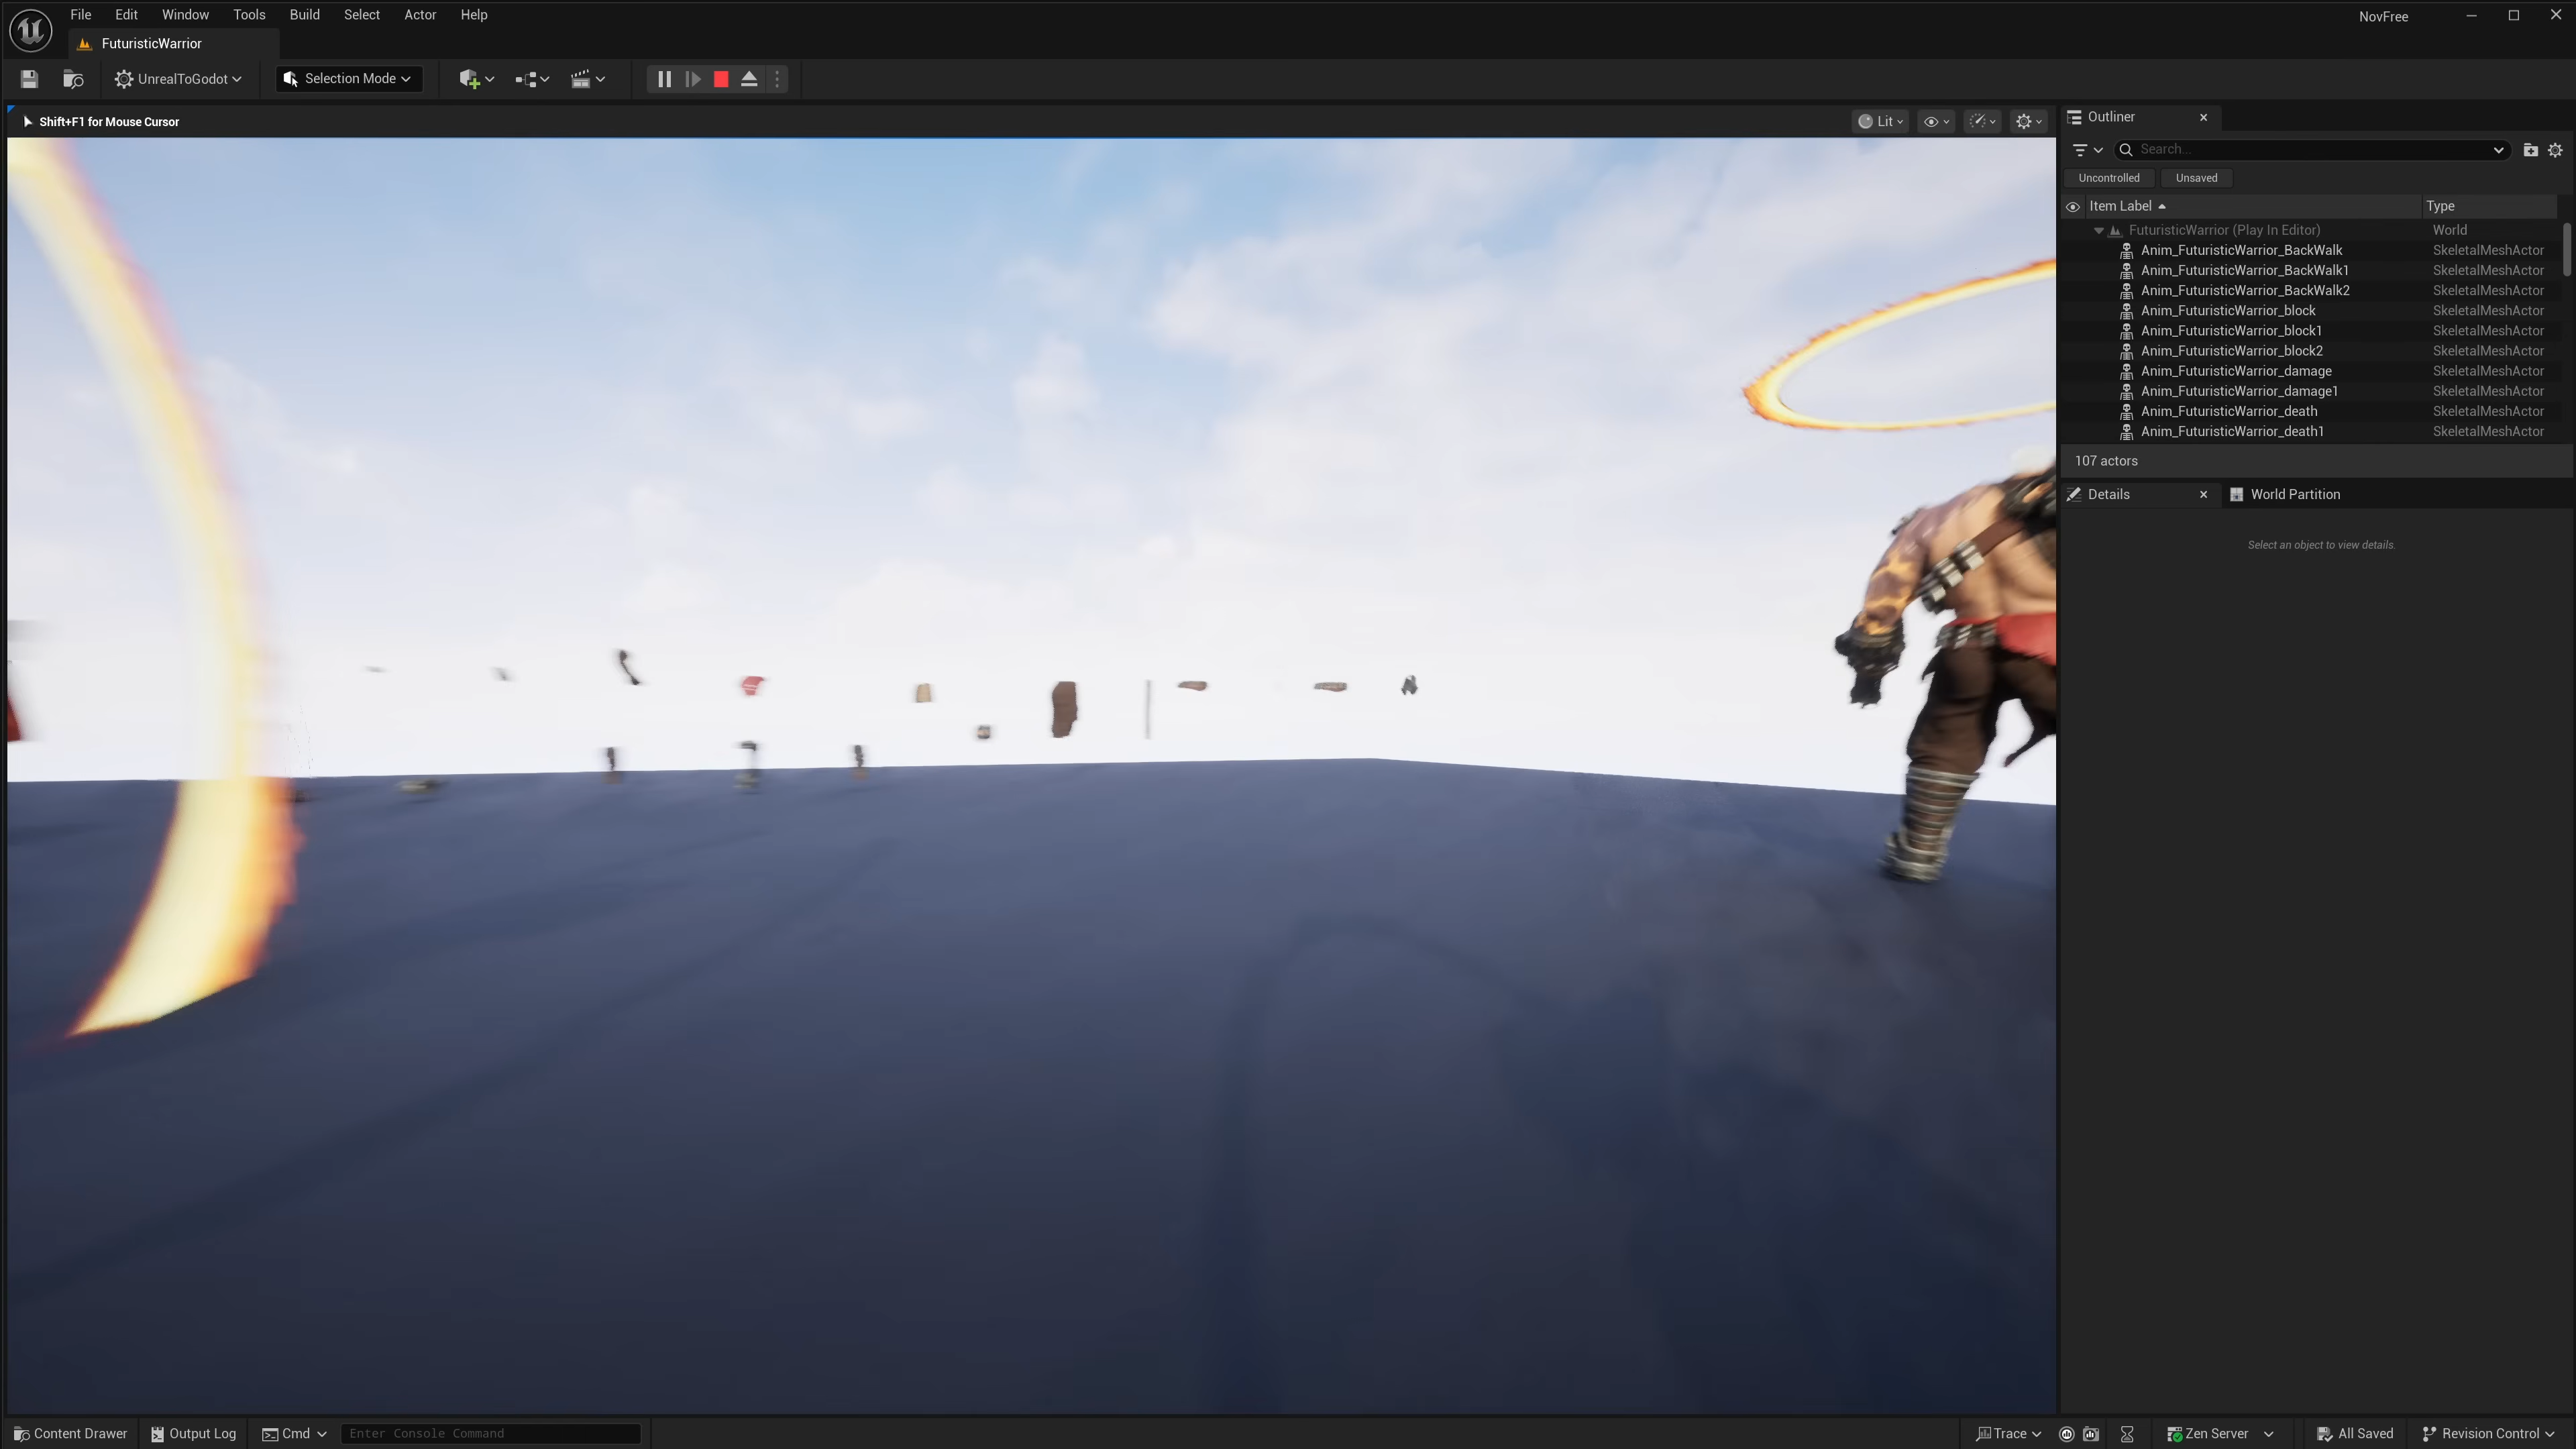 File Edit Window Tools Build Select Actor Help
NovFree
FuturisticWarrior
UnrealToGodot
Selection Mode
Shift+F1 for Mouse Cursor
Lit
Outliner
Search...
Uncontrolled Unsaved
Item Label Type
FuturisticWarrior (Play In Editor) World
Anim_FuturisticWarrior_BackWalk SkeletalMeshActor
Anim_FuturisticWarrior_BackWalk1 SkeletalMeshActor
Anim_FuturisticWarrior_BackWalk2 SkeletalMeshActor
Anim_FuturisticWarrior_block SkeletalMeshActor
Anim_FuturisticWarrior_block1 SkeletalMeshActor
Anim_FuturisticWarrior_block2 SkeletalMeshActor
Anim_FuturisticWarrior_damage SkeletalMeshActor
Anim_FuturisticWarrior_damage1 SkeletalMeshActor
Anim_FuturisticWarrior_death SkeletalMeshActor
Anim_FuturisticWarrior_death1 SkeletalMeshActor
107 actors
Details World Partition
Select an object to view details.
Content Drawer Output Log Cmd Enter Console Command Trace Zen Server All Saved Revision Control